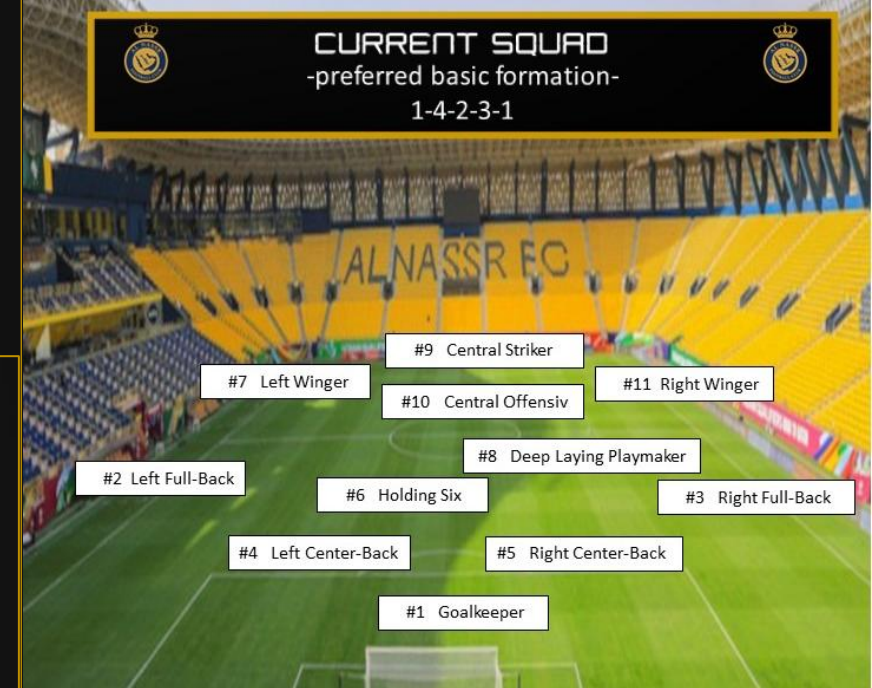 CURRENT SQUAD
-preferred basic formation-
1-4-2-3-1
ALNASSR FC
#9 Central Striker
#7 Left Winger
#11 Right Winger
#10 Central Offensiv
#8 Deep Laying Playmaker
#2 Left Full-Back
#6 Holding Six
#3 Right Full-Back
#4 Left Center-Back
#5 Right Center-Back
#1 Goalkeeper